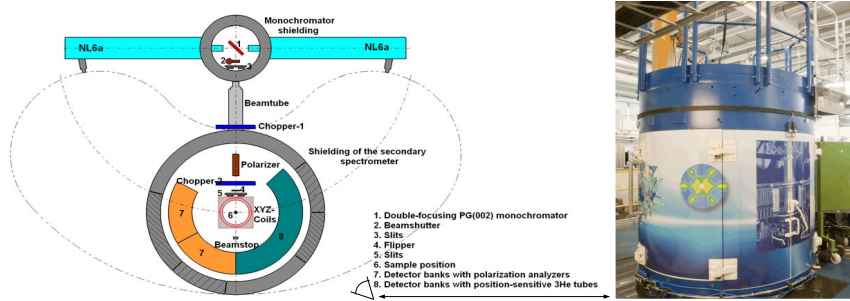 Monochromator
shielding
NL6a
NL6a
1
2
3
Beamtube
Chopper-1
Shielding of the secondary
spectrometer
Polarizer
Chopper-2
4
5
XYZ-
Coils
6
7
8
Beamstop
7
1. Double-focusing PG(002) monochromator
2. Beamshutter
3. Slits
4. Flipper
5. Slits
6. Sample position
7. Detector banks with polarization analyzers
8. Detector banks with position-sensitive 3He tubes